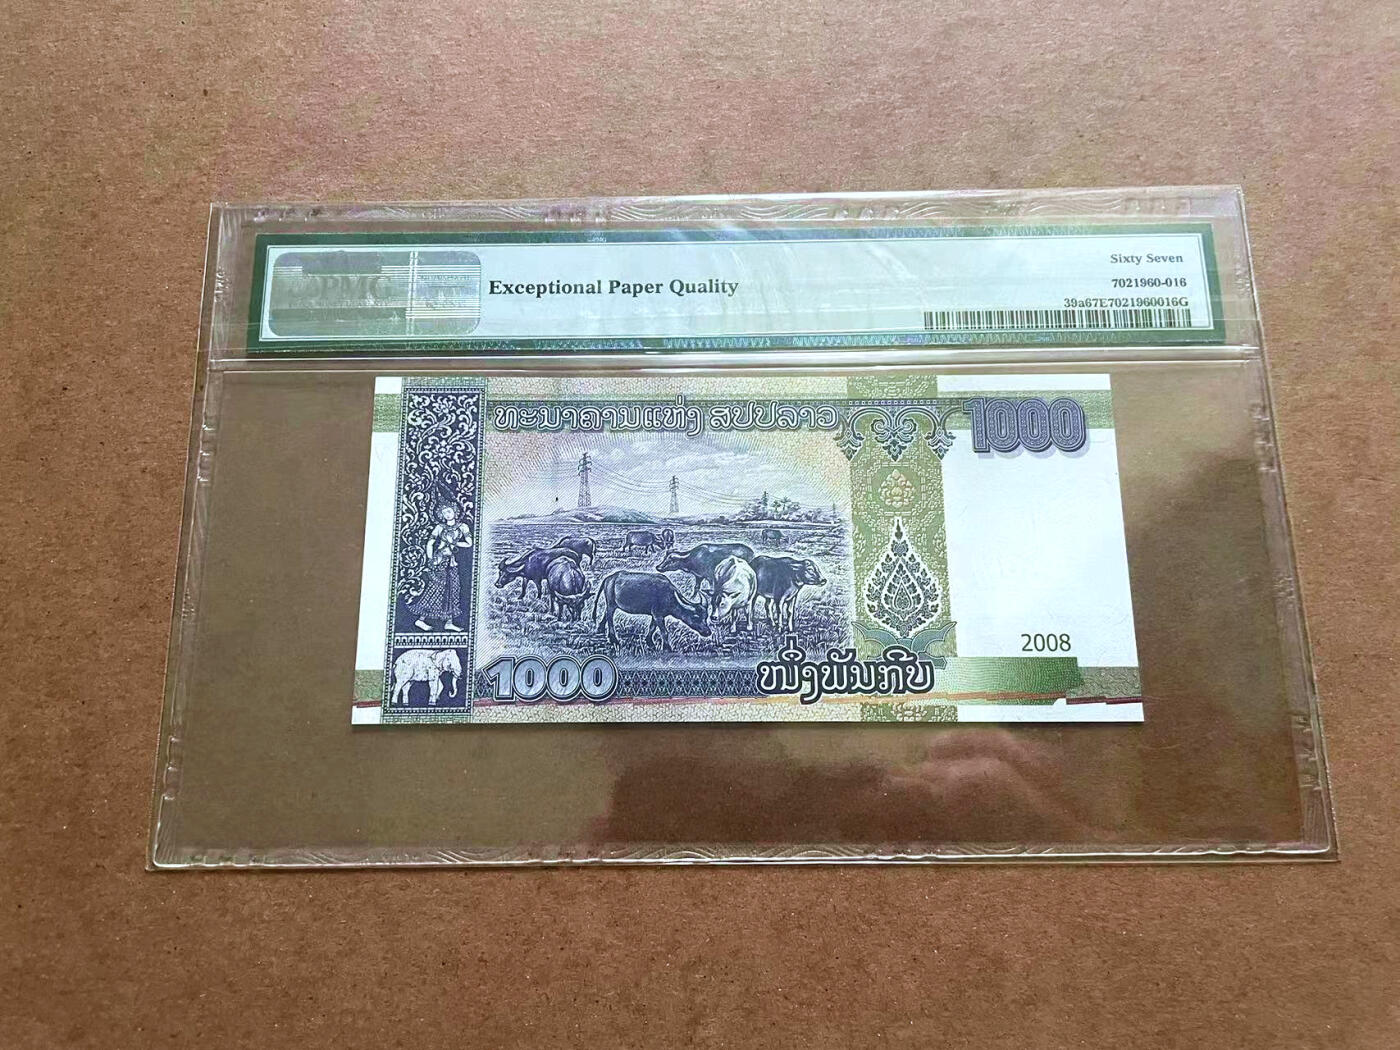 PMG
Exceptional Paper Quality
Sixty Seven
7021960-016
39a67E7021960016G
ທະນາຄານແຫ່ງ ສປປລາວ
1000
2008
1000
ໜຶ່ງພັນກີບ